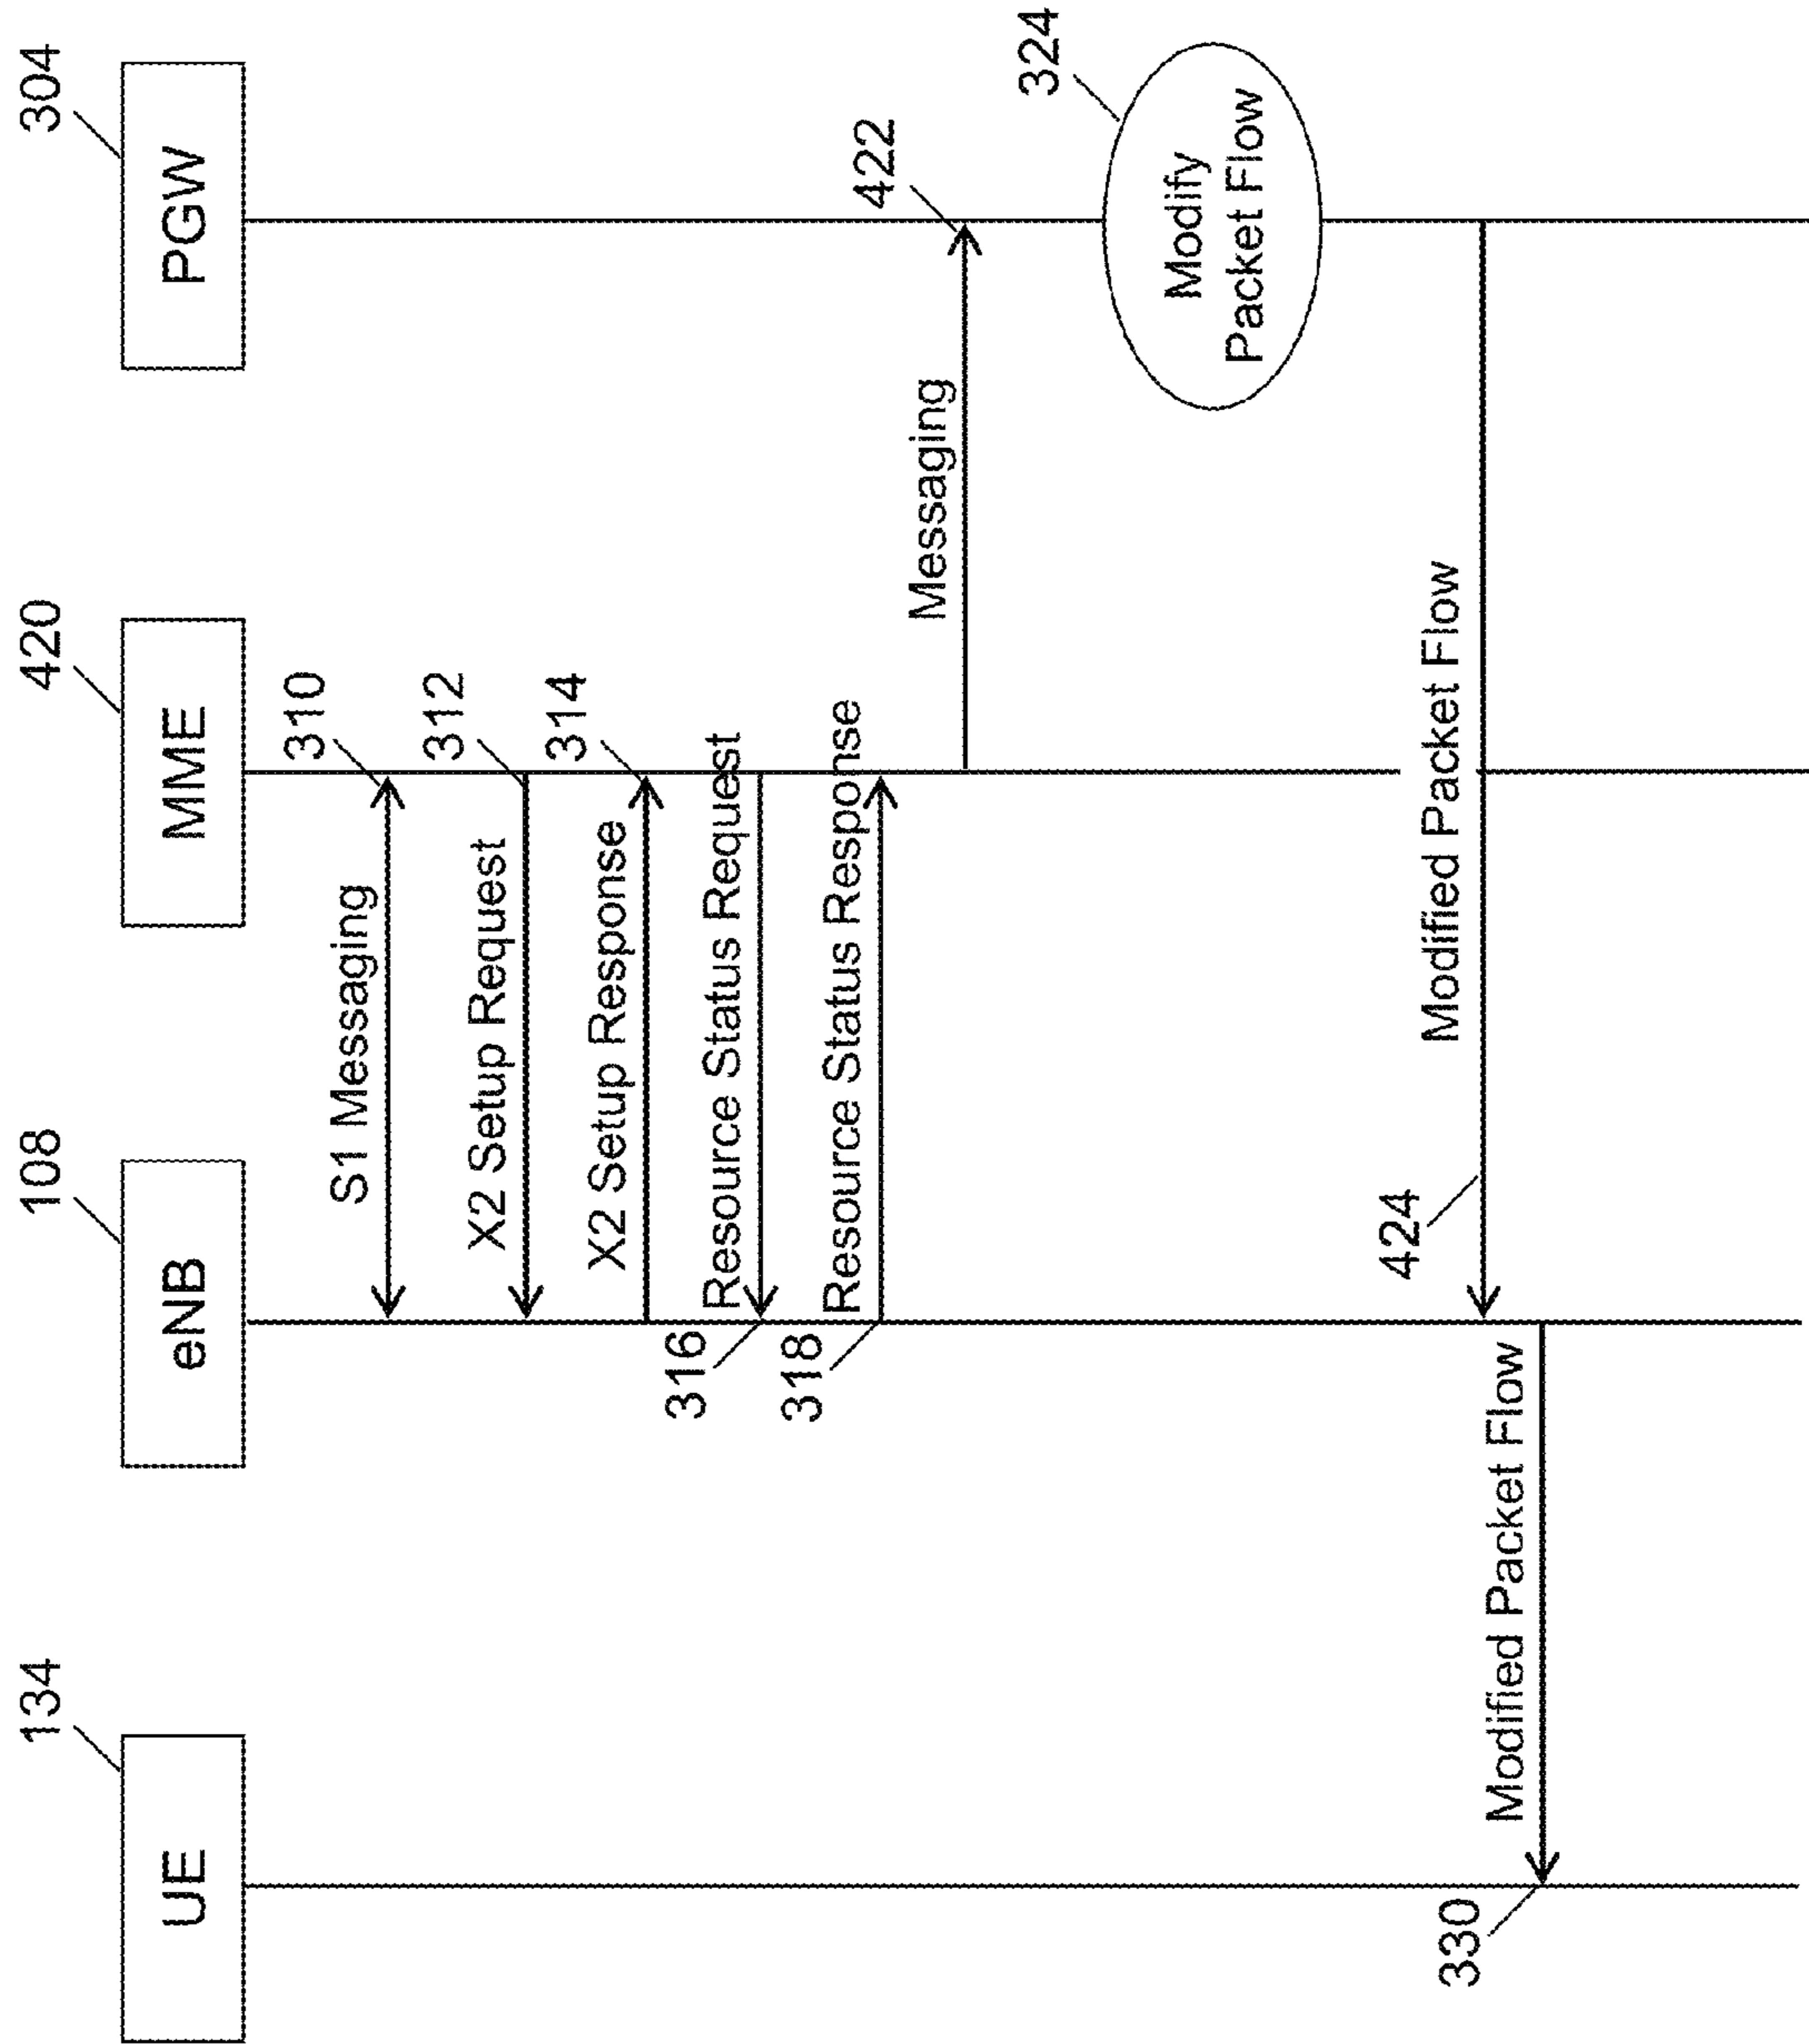 134
108
420
304
UE
eNB
MME
PGW
S1 Messaging
310
X2 Setup Request
312
X2 Setup Response
314
316
Resource Status Request
318
Resource Status Response
Messaging
422
Modify
Packet Flow
324
424
Modified Packet Flow
330
Modified Packet Flow